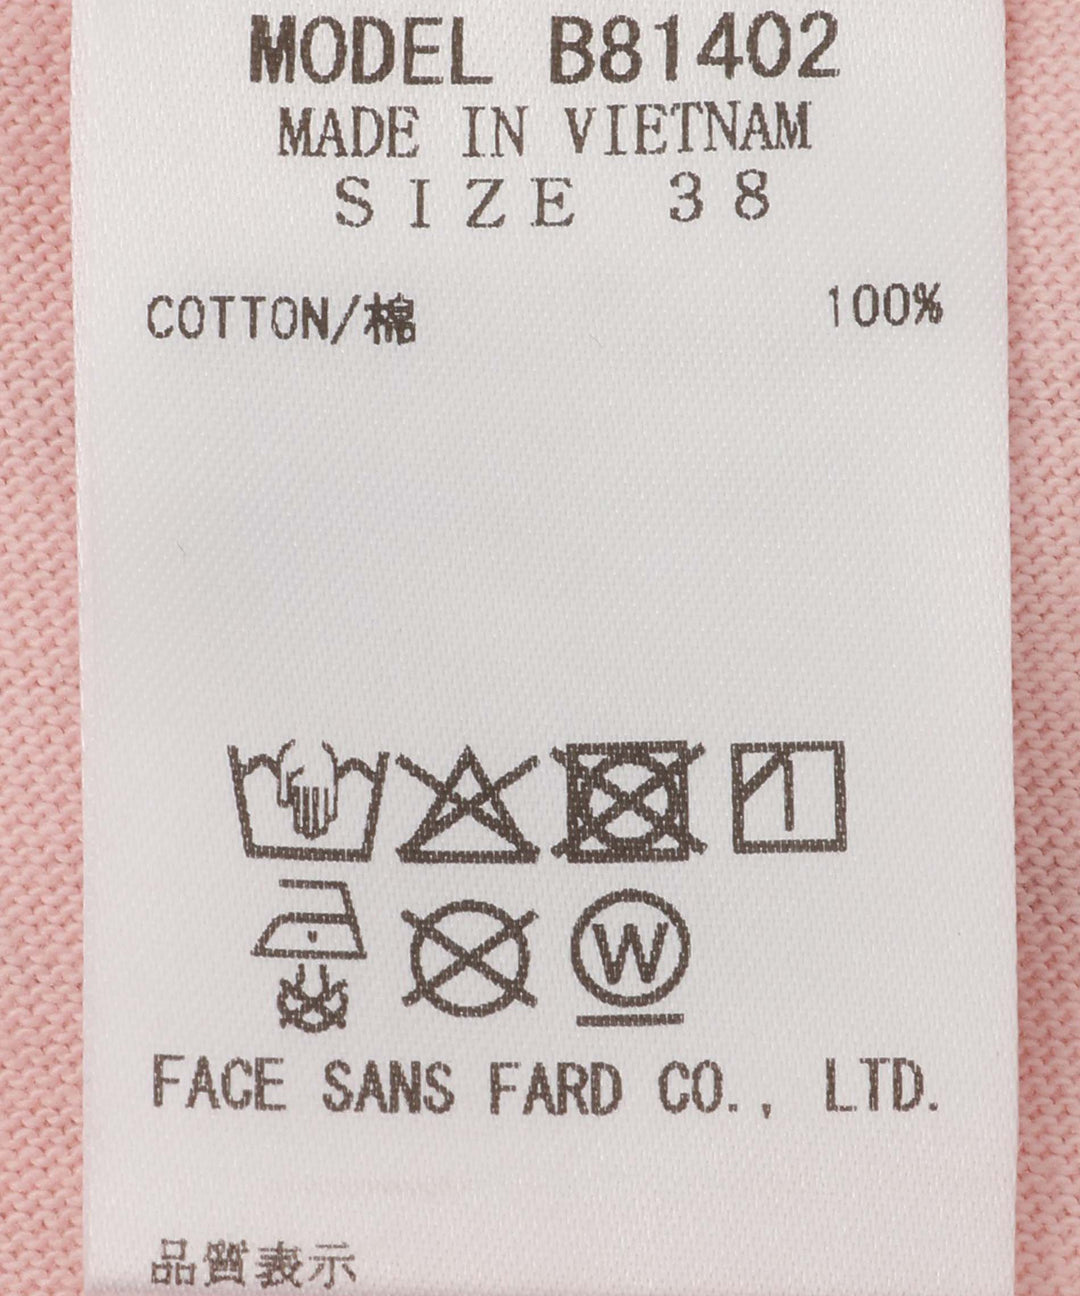 MODEL B81402
MADE IN VIETNAM
SIZE 38
COTTON/棉 100%
W
FACE SANS FARD CO., LTD.
品質表示